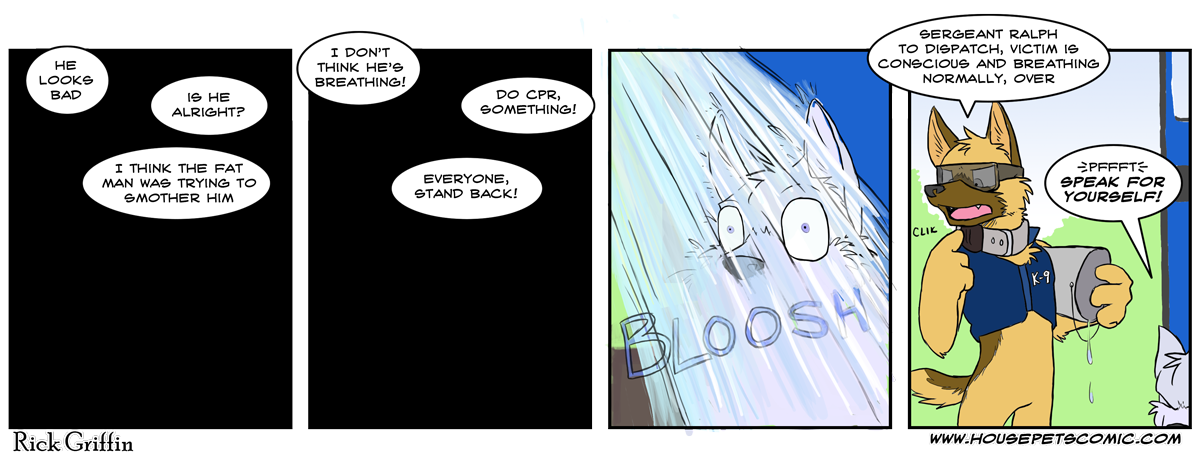 HE
LOOKS
BAD
IS HE
ALRIGHT?
I THINK THE FAT
MAN WAS TRYING TO
SMOTHER HIM
I DON'T
THINK HE'S
BREATHING!
DO CPR,
SOMETHING!
EVERYONE,
STAND BACK!
BLOOSH
SERGEANT RALPH
TO DISPATCH, VICTIM IS
CONSCIOUS AND BREATHING
NORMALLY, OVER
CLIK
K-9
PFFFFT
SPEAK FOR
YOURSELF!
Rick Griffin
WWW.HOUSEPETSCOMIC.COM